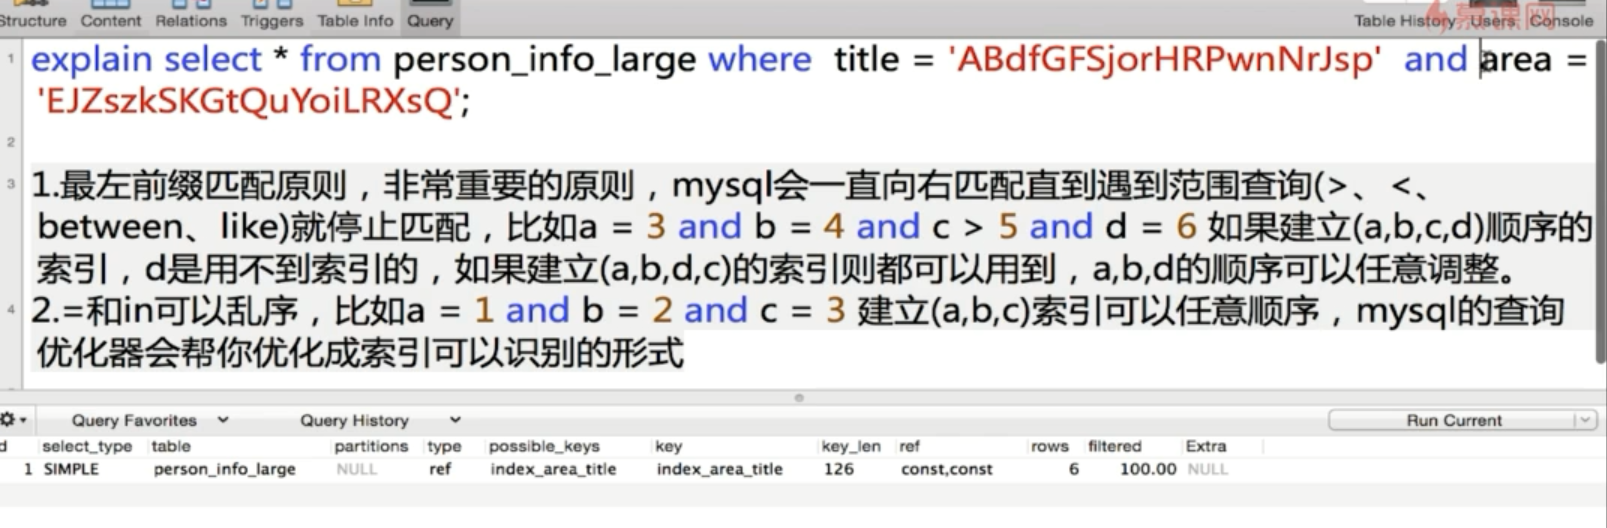 Structure Content Relations Triggers Table Info Query Table History Users Console
慕课网
1 explain select * from person_info_large where title = 'ABdfGFSjorHRPwnNrJsp' and area =
'EJZszkSKGtQuYoiLRXsQ';
2
3 1.最左前缀匹配原则，非常重要的原则，mysql会一直向右匹配直到遇到范围查询(>、<、
between、like)就停止匹配，比如a = 3 and b = 4 and c > 5 and d = 6 如果建立(a,b,c,d)顺序的
索引，d是用不到索引的，如果建立(a,b,d,c)的索引则都可以用到，a,b,d的顺序可以任意调整。
4 2.=和in可以乱序，比如a = 1 and b = 2 and c = 3 建立(a,b,c)索引可以任意顺序，mysql的查询
优化器会帮你优化成索引可以识别的形式
Query Favorites Query History Run Current
d select_type table partitions type possible_keys key key_len ref rows filtered Extra
1 SIMPLE person_info_large NULL ref index_area_title index_area_title 126 const,const 6 100.00 NULL